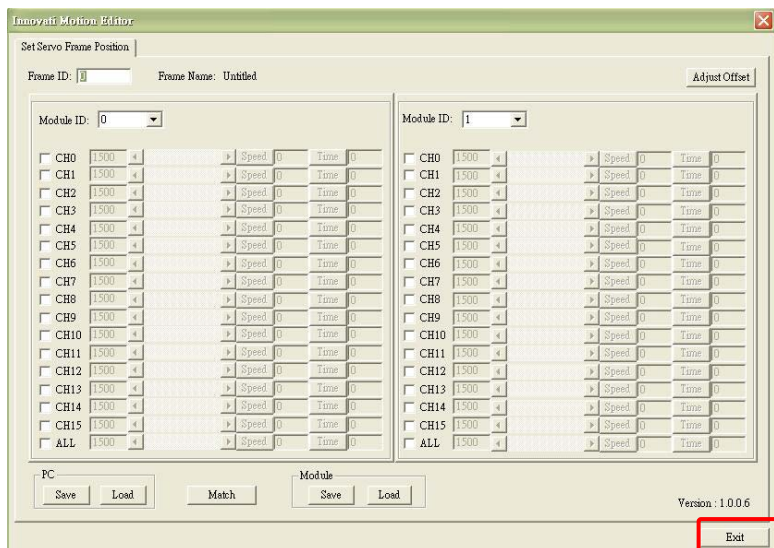 Innovati Motion Editor
Set Servo Frame Position
Frame ID: 0 Frame Name: Untitled Adjust Offset
Module ID: 0 Module ID: 1
CH0 1500 Speed 0 Time 0 CH0 1500 Speed 0 Time 0
CH1 1500 Speed 0 Time 0 CH1 1500 Speed 0 Time 0
CH2 1500 Speed 0 Time 0 CH2 1500 Speed 0 Time 0
CH3 1500 Speed 0 Time 0 CH3 1500 Speed 0 Time 0
CH4 1500 Speed 0 Time 0 CH4 1500 Speed 0 Time 0
CH5 1500 Speed 0 Time 0 CH5 1500 Speed 0 Time 0
CH6 1500 Speed 0 Time 0 CH6 1500 Speed 0 Time 0
CH7 1500 Speed 0 Time 0 CH7 1500 Speed 0 Time 0
CH8 1500 Speed 0 Time 0 CH8 1500 Speed 0 Time 0
CH9 1500 Speed 0 Time 0 CH9 1500 Speed 0 Time 0
CH10 1500 Speed 0 Time 0 CH10 1500 Speed 0 Time 0
CH11 1500 Speed 0 Time 0 CH11 1500 Speed 0 Time 0
CH12 1500 Speed 0 Time 0 CH12 1500 Speed 0 Time 0
CH13 1500 Speed 0 Time 0 CH13 1500 Speed 0 Time 0
CH14 1500 Speed 0 Time 0 CH14 1500 Speed 0 Time 0
CH15 1500 Speed 0 Time 0 CH15 1500 Speed 0 Time 0
ALL 1500 Speed 0 Time 0 ALL 1500 Speed 0 Time 0
PC Module
Save Load Match Save Load
Version : 1.0.0.6
Exit